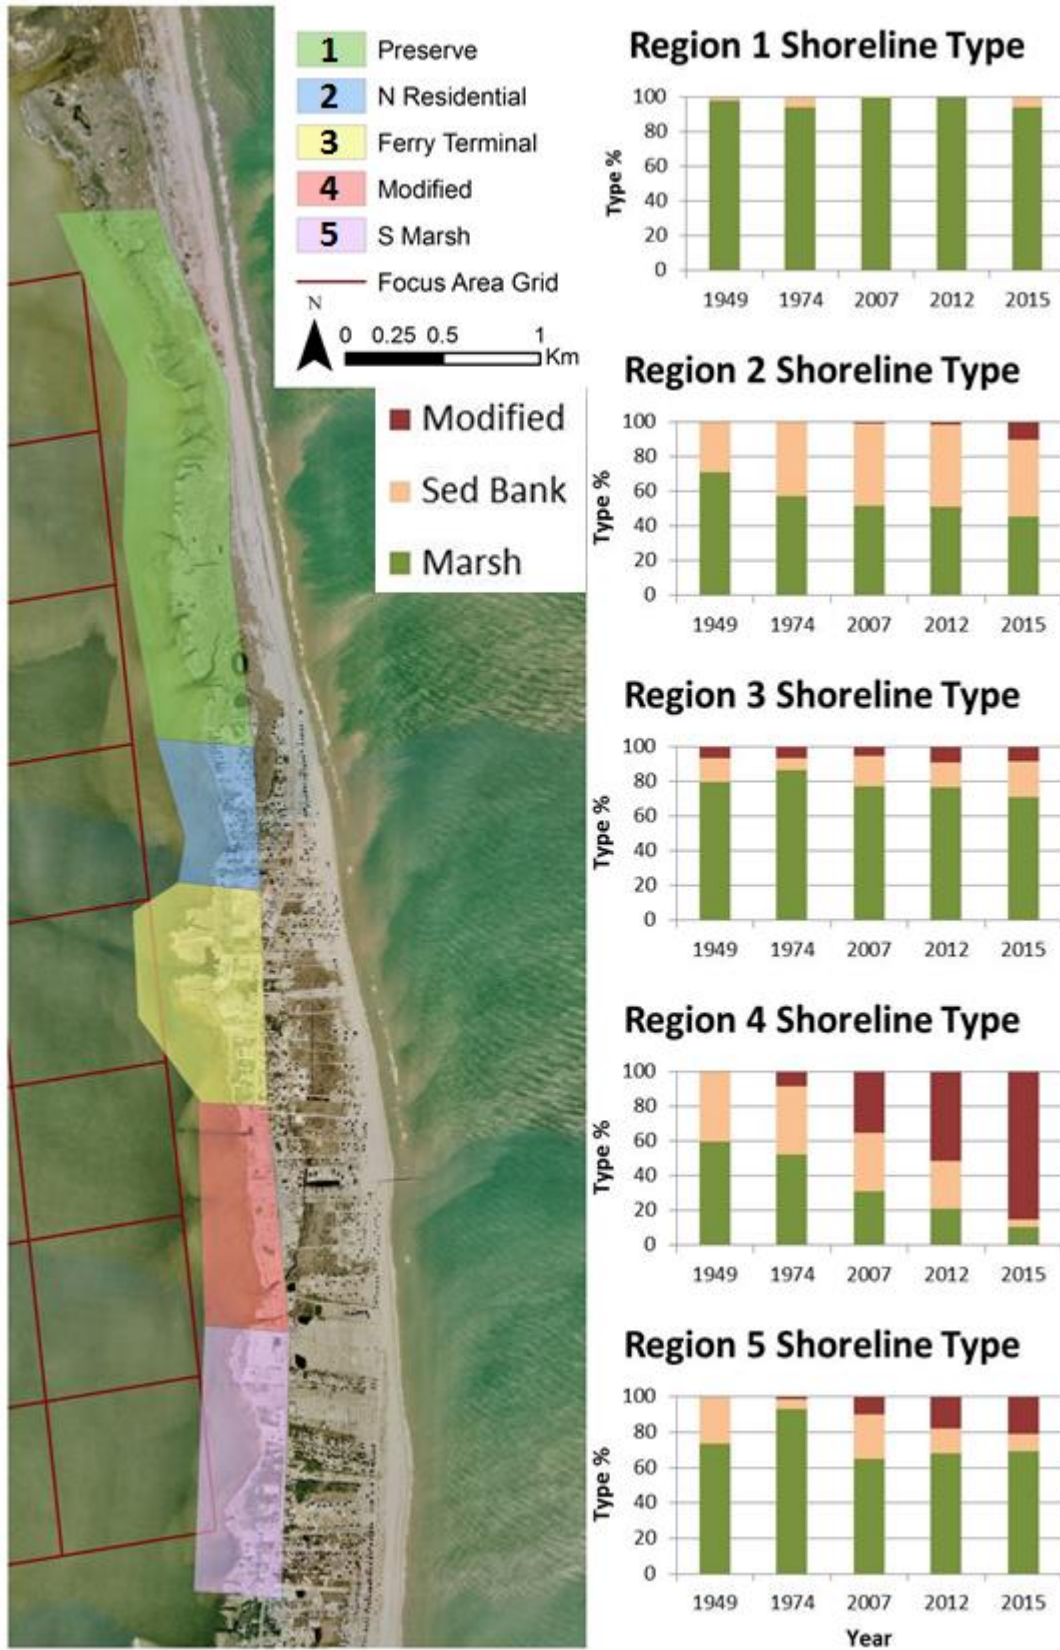 1 Preserve
2 N Residential
3 Ferry Terminal
4 Modified
5 S Marsh
Focus Area Grid
N
0 0.25 0.5 1
Km
Modified
Sed Bank
Marsh
Region 1 Shoreline Type
Type %
100
80
60
40
20
0
1949 1974 2007 2012 2015
Region 2 Shoreline Type
Type %
100
80
60
40
20
0
1949 1974 2007 2012 2015
Region 3 Shoreline Type
Type %
100
80
60
40
20
0
1949 1974 2007 2012 2015
Region 4 Shoreline Type
Type %
100
80
60
40
20
0
1949 1974 2007 2012 2015
Region 5 Shoreline Type
Type %
100
80
60
40
20
0
1949 1974 2007 2012 2015
Year